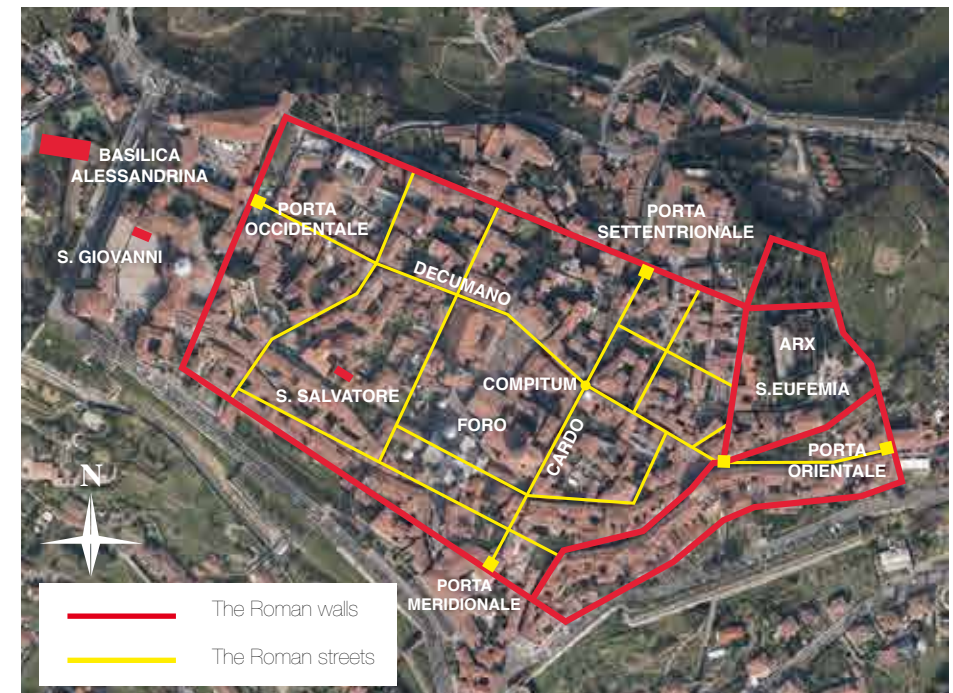 BASILICA
ALESSANDRINA
PORTA
OCCIDENTALE
PORTA
SETTENTRIONALE
S. GIOVANNI
DECUMANO
ARX
COMPITUM
S.EUFEMIA
S. SALVATORE
FORO
CARDO
PORTA
ORIENTALE
N
PORTA
MERIDIONALE
The Roman walls
The Roman streets